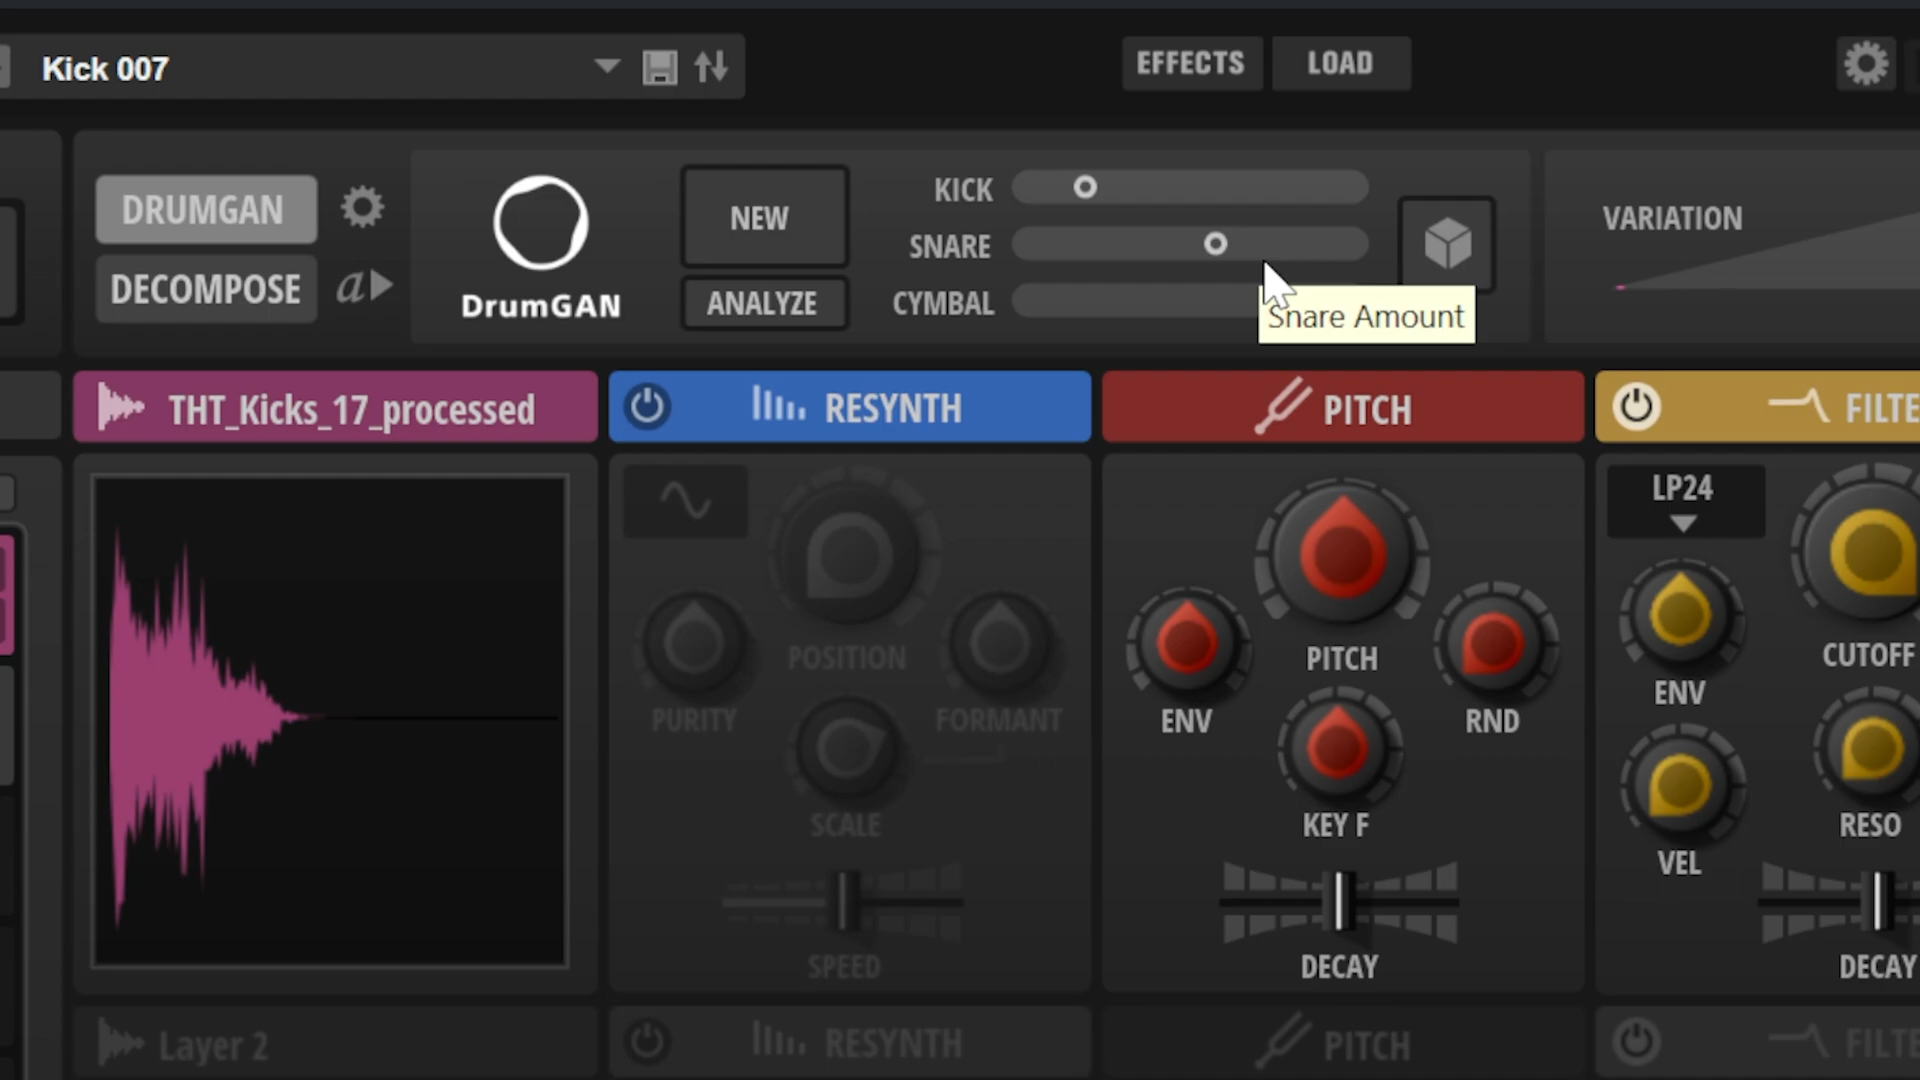 Kick 007
EFFECTS
LOAD
DRUMGAN
DECOMPOSE
a
DrumGAN
NEW
ANALYZE
KICK
SNARE
CYMBAL
Snare Amount
VARIATION
THT_Kicks_17_processed
RESYNTH
PITCH
FILTE
POSITION
PURITY
FORMANT
SCALE
SPEED
PITCH
ENV
RND
KEY F
DECAY
LP24
CUTOFF
ENV
RESO
VEL
DECAY
Layer 2
RESYNTH
PITCH
FILTE